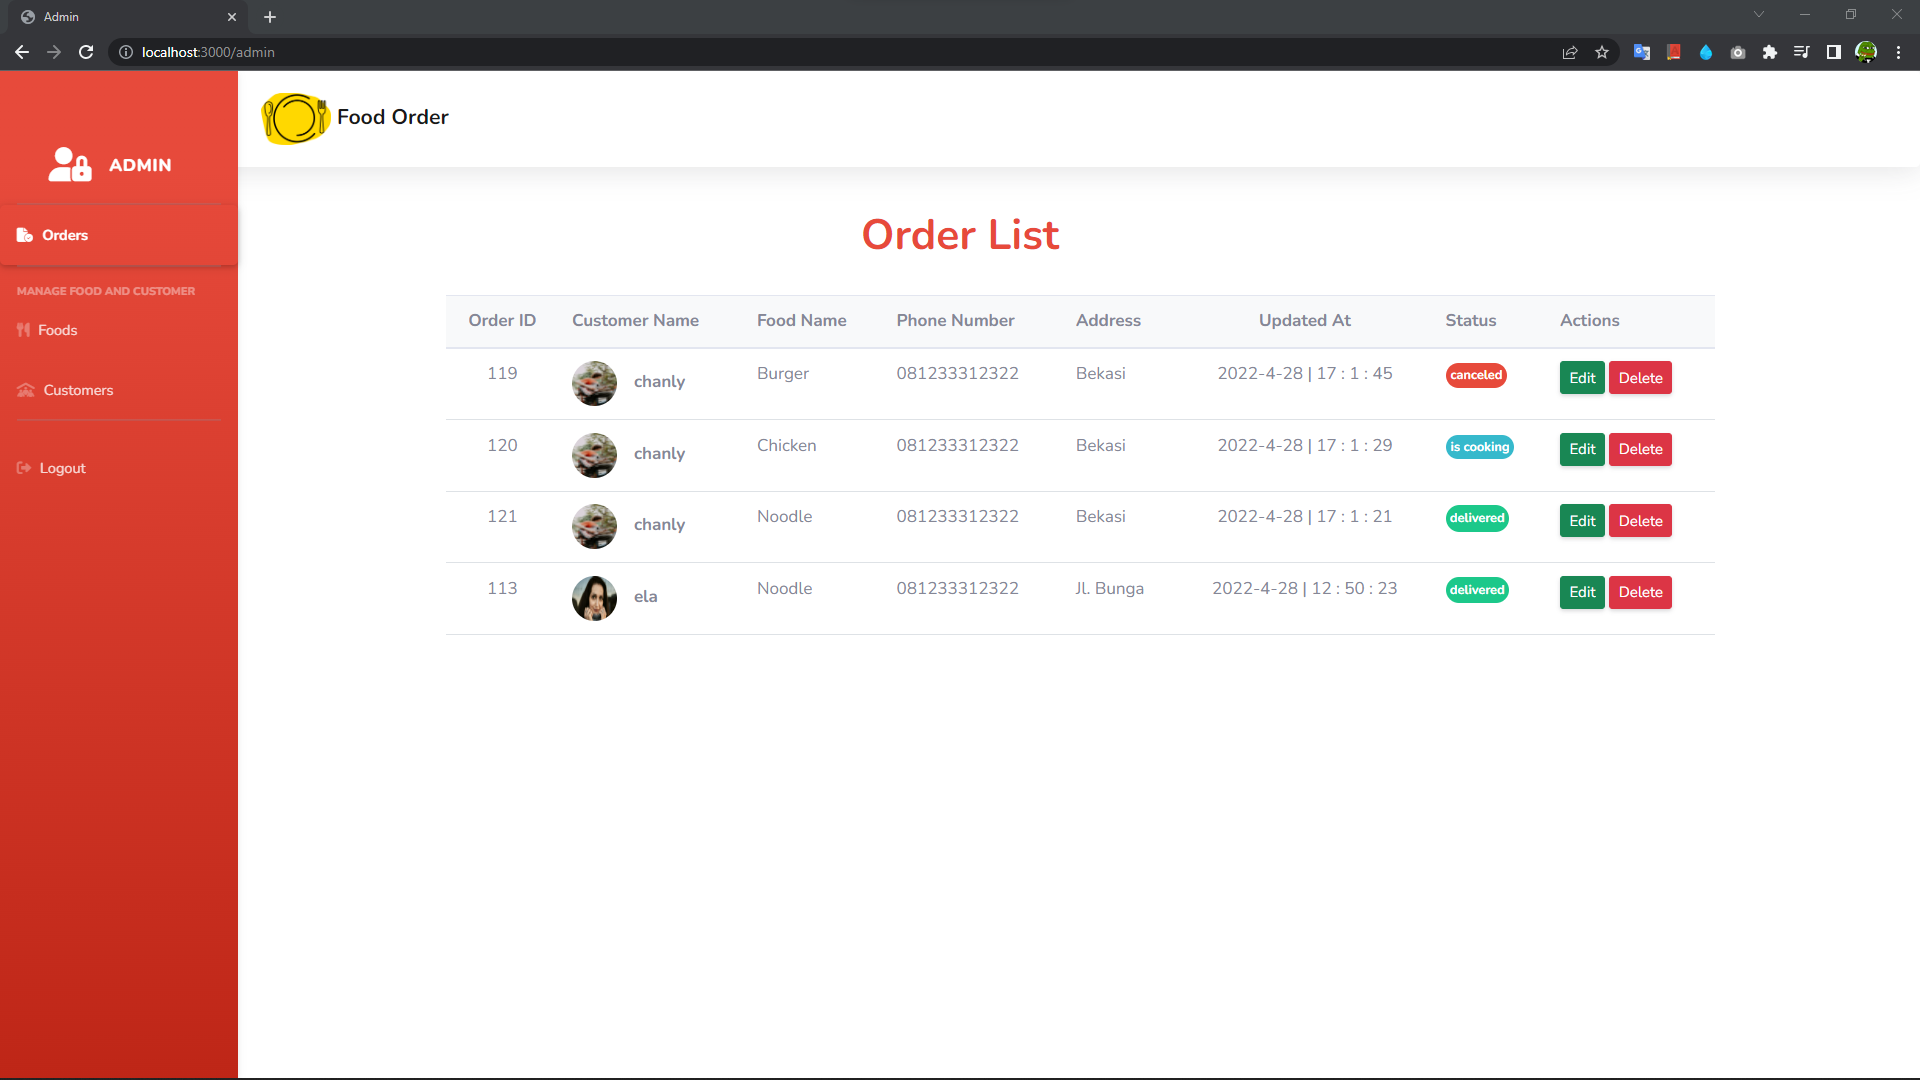 Admin
localhost:3000/admin
Food Order
ADMIN
Orders
MANAGE FOOD AND CUSTOMER
Foods
Customers
Logout
Order List
Order ID Customer Name Food Name Phone Number Address Updated At Status Actions
119 chanly Burger 081233312322 Bekasi 2022-4-28 | 17 : 1 : 45 canceled Edit Delete
120 chanly Chicken 081233312322 Bekasi 2022-4-28 | 17 : 1 : 29 is cooking Edit Delete
121 chanly Noodle 081233312322 Bekasi 2022-4-28 | 17 : 1 : 21 delivered Edit Delete
113 ela Noodle 081233312322 Jl. Bunga 2022-4-28 | 12 : 50 : 23 delivered Edit Delete